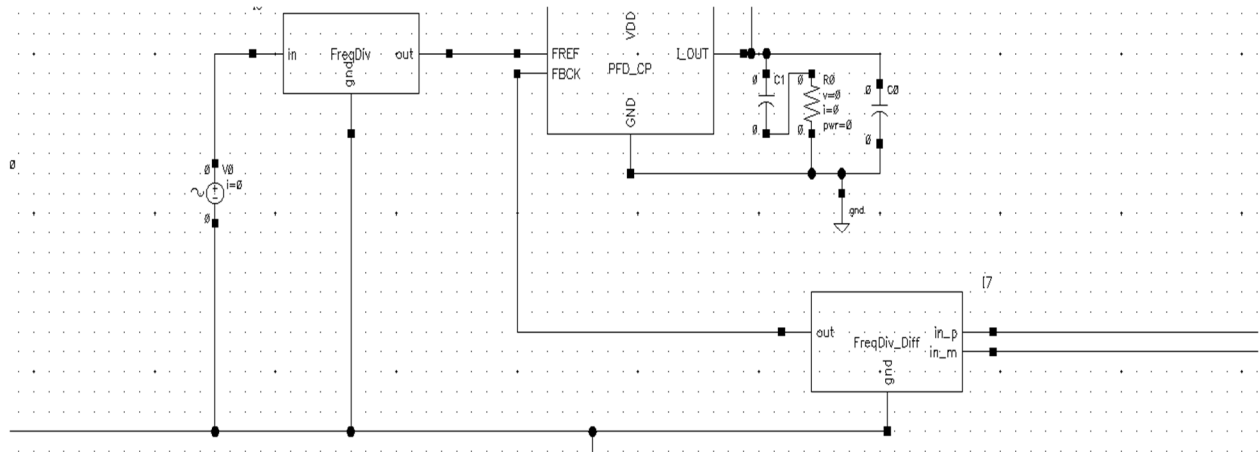 in FreqDiv out
gnd
VDD
FREF
FBCK
PFD_CP
I_OUT
GND
0 C1
0
0 R0
v=0
i=0
pwr=0
0
0 C0
0
0
0 V0
i=0
0
gnd
I7
out
FreqDiv_Diff
in_p
in_m
gnd